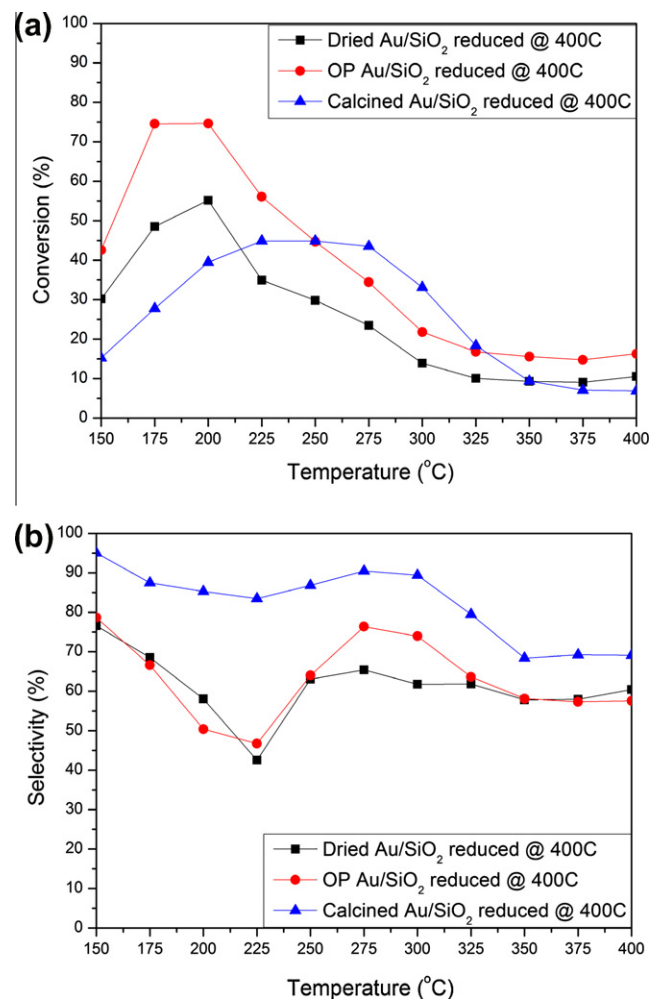 (a)
Dried Au/SiO₂ reduced @ 400C
OP Au/SiO₂ reduced @ 400C
Calcined Au/SiO₂ reduced @ 400C
100
90
80
70
60
50
40
30
20
10
0
Conversion (%)
150 175 200 225 250 275 300 325 350 375 400
Temperature (°C)
(b)
100
90
80
70
60
50
40
30
20
10
0
Selectivity (%)
Dried Au/SiO₂ reduced @ 400C
OP Au/SiO₂ reduced @ 400C
Calcined Au/SiO₂ reduced @ 400C
150 175 200 225 250 275 300 325 350 375 400
Temperature (°C)